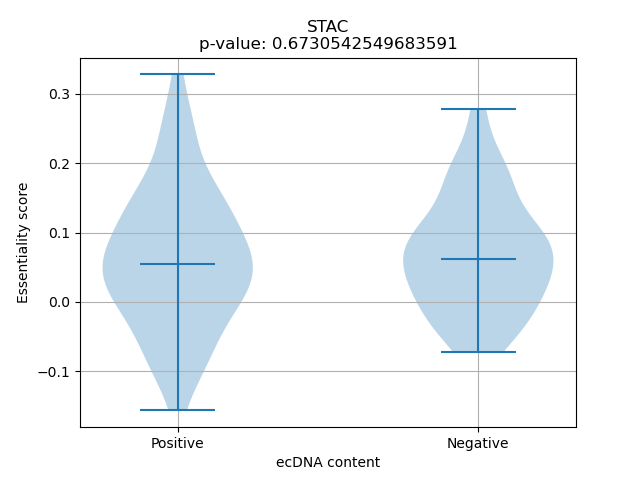 STAC
p-value: 0.6730542549683591
Essentiality score
0.3
0.2
0.1
0.0
−0.1
Positive
Negative
ecDNA content